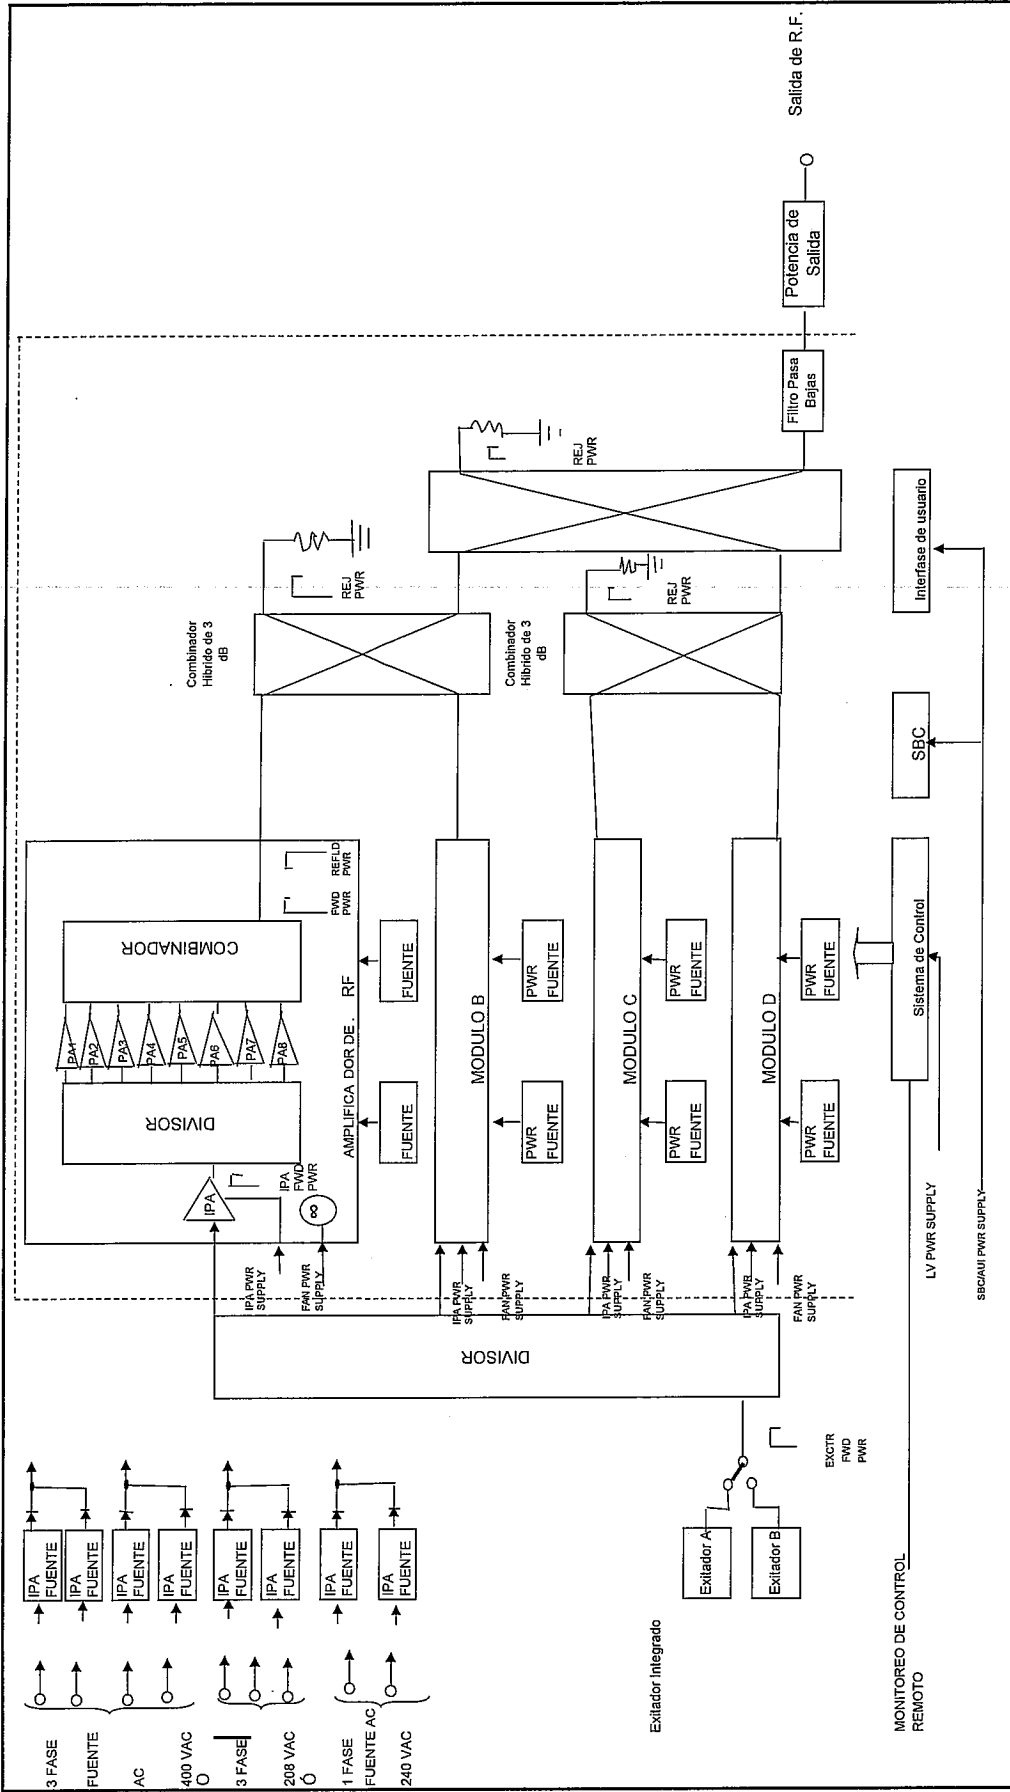 3 FASE
FUENTE
AC
400 VAC
Ó
3 FASE
208 VAC
Ó
1 FASE
FUENTE AC
240 VAC
IPA
FUENTE
IPA
FUENTE
IPA
FUENTE
IPA
FUENTE
IPA
FUENTE
IPA
FUENTE
IPA
FUENTE
IPA
FUENTE
Exitador Integrado
Exitador A
Exitador B
EXCTR
FWD
PWR
MONITOREO DE CONTROL
REMOTO
DIVISOR
IPA PWR
SUPPLY
FAN PWR
SUPPLY
IPA PWR
SUPPLY
FAN PWR
SUPPLY
IPA PWR
SUPPLY
FAN PWR
SUPPLY
IPA PWR
SUPPLY
FAN PWR
SUPPLY
LV PWR SUPPLY
SBC/AUI PWR SUPPLY
IPA
IPA
FWD
PWR
8
DIVISOR
PA1
PA2
PA3
PA4
PA5
PA6
PA7
PA8
COMBINADOR
AMPLIFICA DOR DE . RF
FWD
PWR
REFLD
PWR
FUENTE
FUENTE
MODULO B
PWR
FUENTE
PWR
FUENTE
MODULO C
PWR
FUENTE
PWR
FUENTE
MODULO D
PWR
FUENTE
PWR
FUENTE
Sistema de Control
SBC
Interfase de usuario
Combinador
Hibrido de 3
dB
REJ
PWR
Combinador
Hibrido de 3
dB
REJ
PWR
REJ
PWR
Filtro Pasa
Bajas
Potencia de
Salida
Salida de R.F.